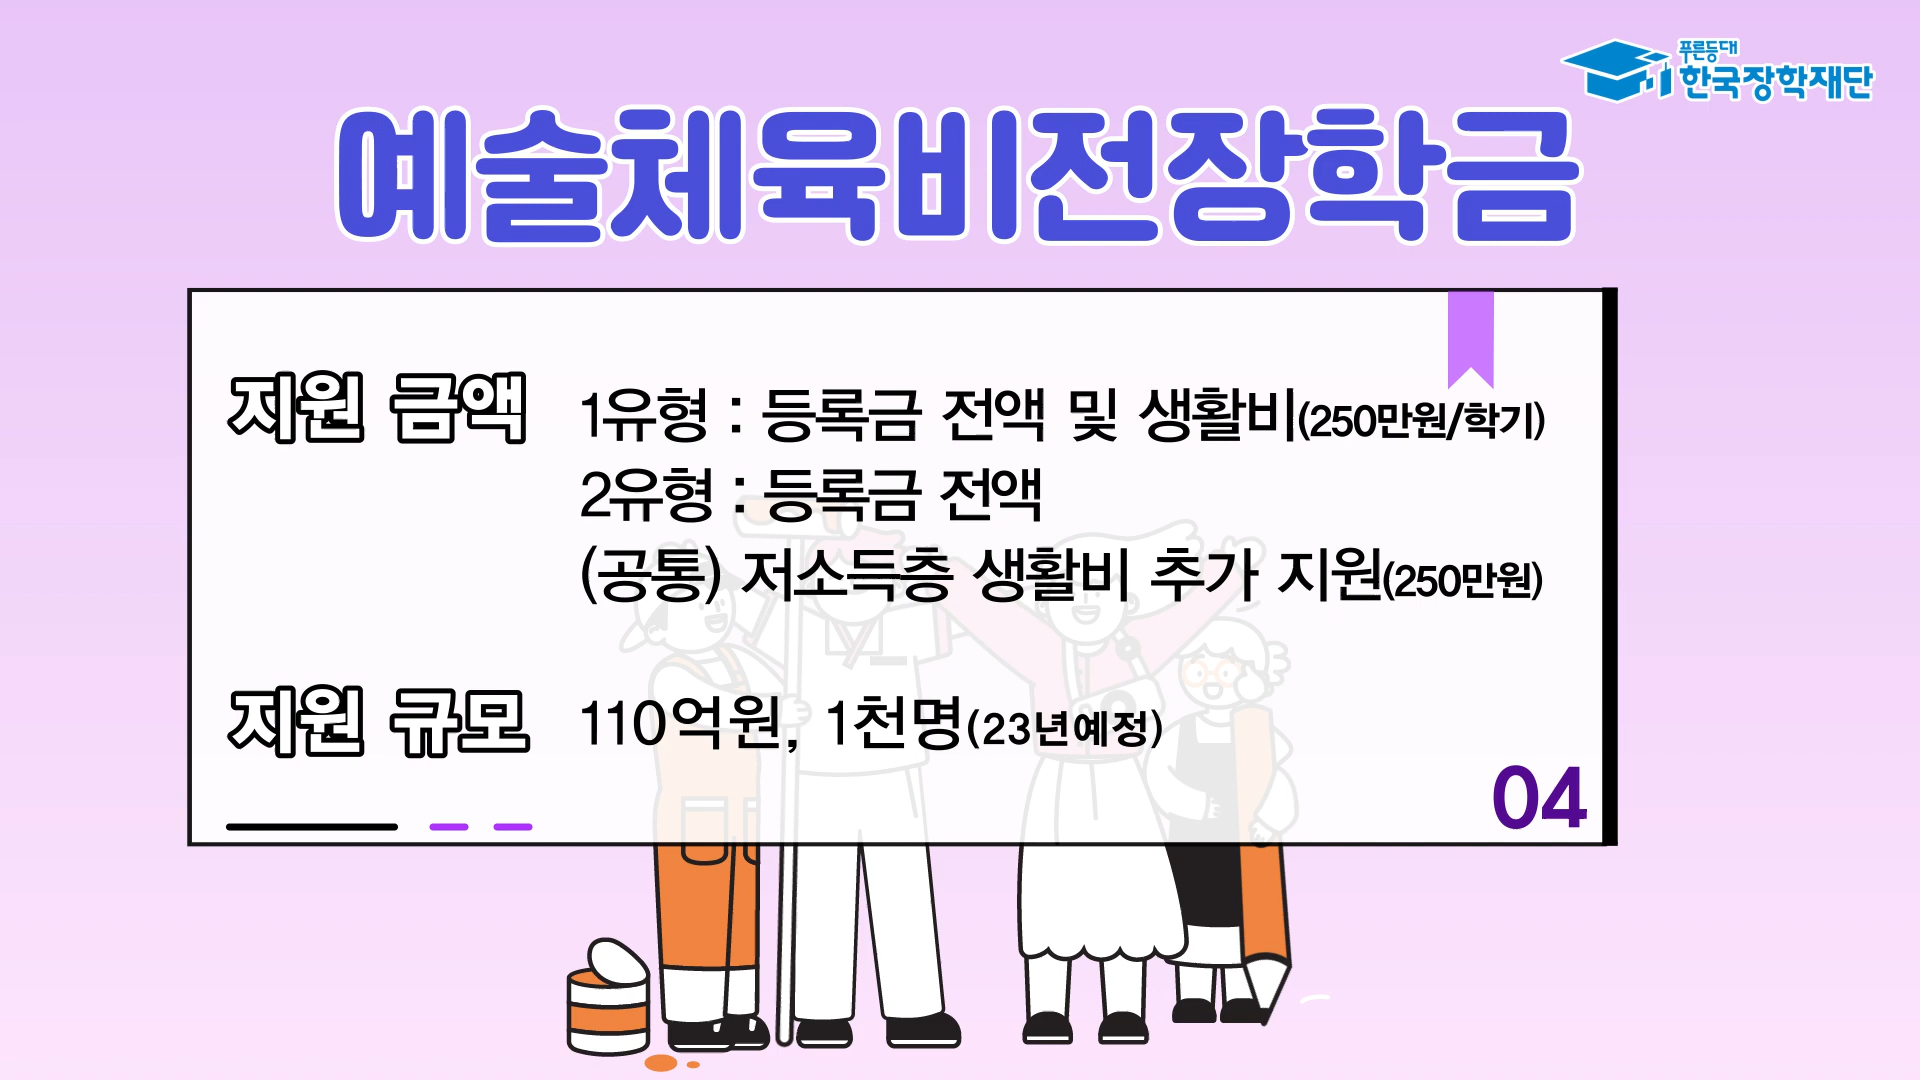 푸른등대
한국장학재단
예술체육비전장학금
지원 금액
1유형 : 등록금 전액 및 생활비(250만원/학기)
2유형 : 등록금 전액
(공통) 저소득층 생활비 추가 지원(250만원)
지원 규모
110억원, 1천명(23년예정)
04